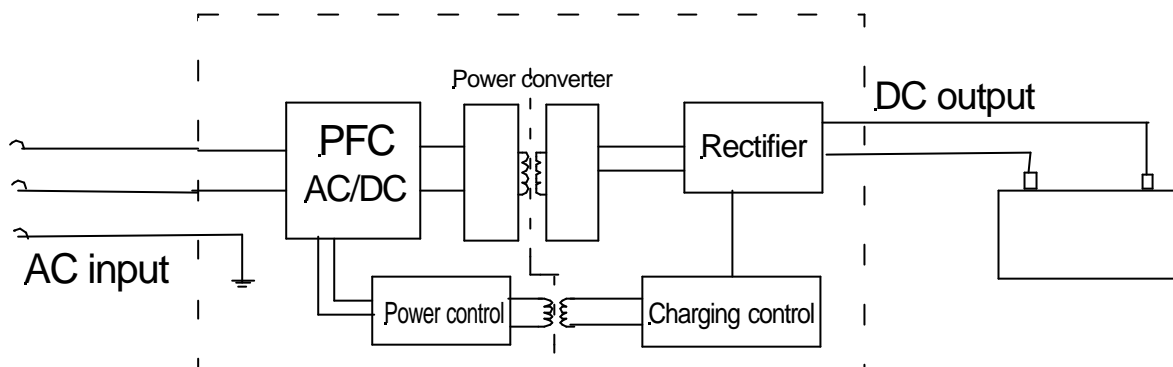 Power converter
DC output
PFC
AC/DC
Rectifier
AC input
Power control
Charging control